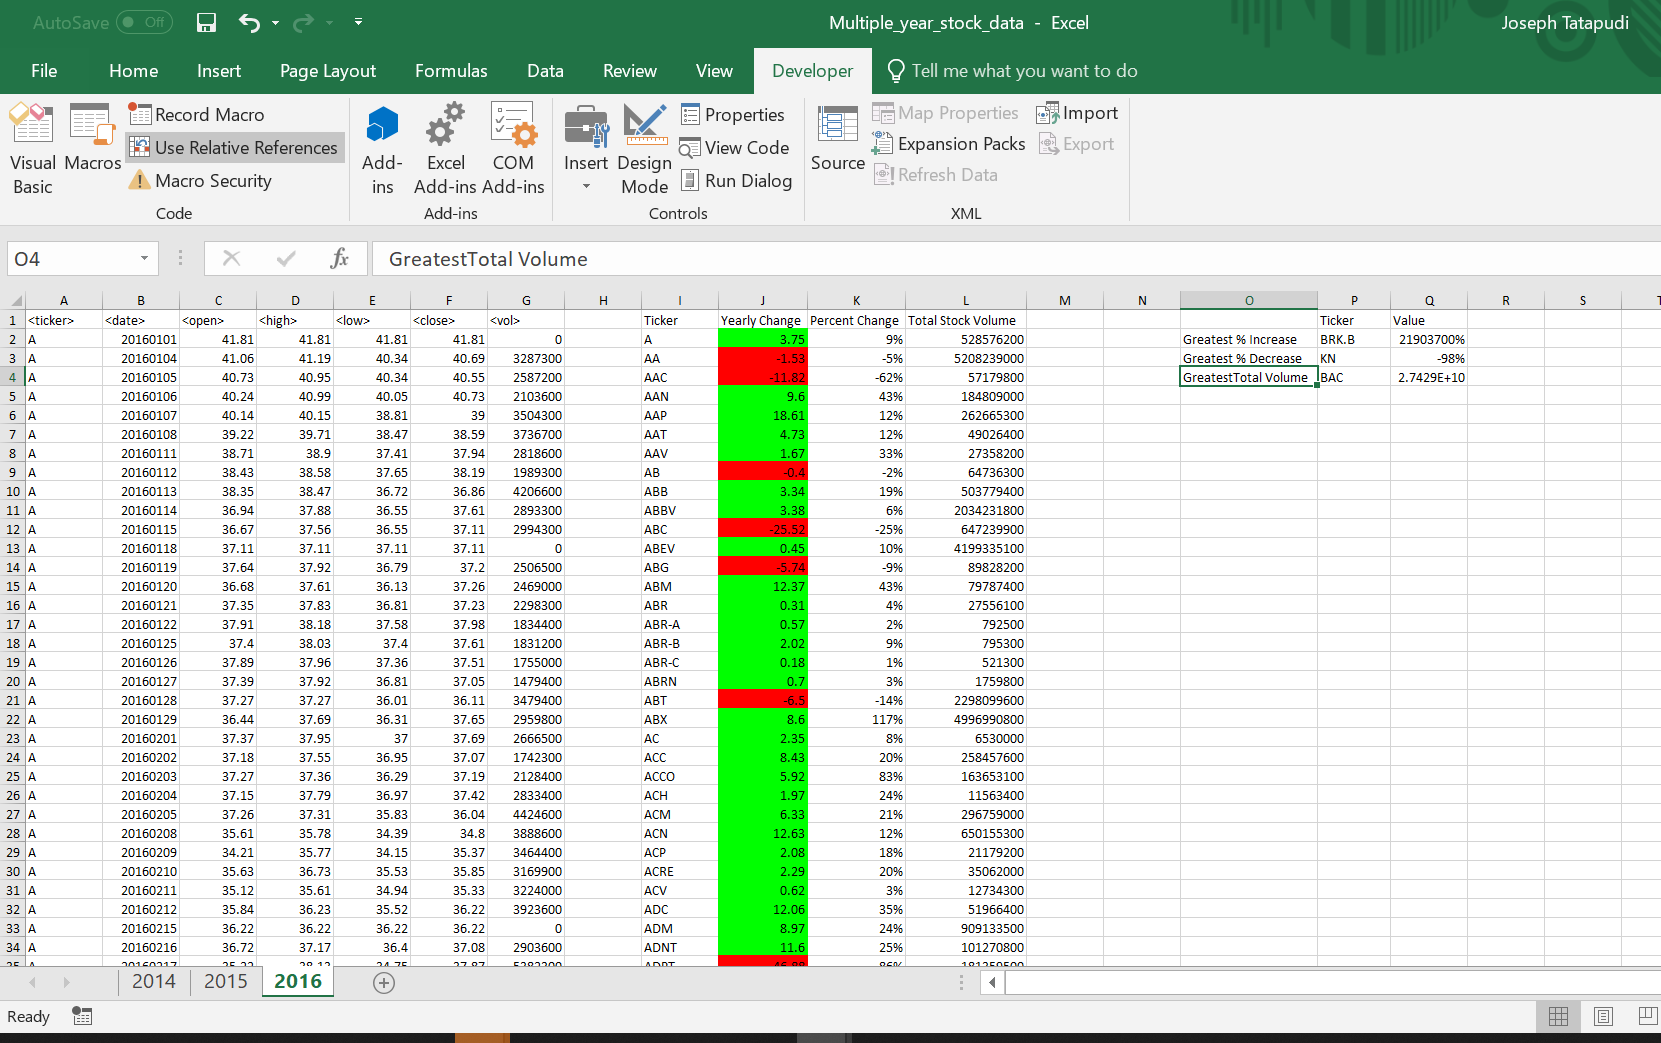 AutoSave Off Multiple_year_stock_data - Excel Joseph Tatapudi
File Home Insert Page Layout Formulas Data Review View Developer Tell me what you want to do
Visual Basic Macros Record Macro Use Relative References Macro Security Add-ins Excel Add-ins COM Add-ins Insert Design Mode Properties View Code Run Dialog Source Map Properties Expansion Packs Refresh Data Import Export
Code Add-ins Controls XML
O4 fx GreatestTotal Volume
A B C D E F G H I J K L M N O P Q R S
1 <ticker> <date> <open> <high> <low> <close> <vol> Ticker Yearly Change Percent Change Total Stock Volume Ticker Value
2 A 20160101 41.81 41.81 41.81 41.81 0 A 3.75 9% 528576200 Greatest % Increase BRK.B 21903700%
3 A 20160104 41.06 41.19 40.34 40.69 3287300 AA -1.53 -5% 5208239000 Greatest % Decrease KN -98%
4 A 20160105 40.73 40.95 40.34 40.55 2587200 AAC -11.82 -62% 57179800 GreatestTotal Volume BAC 2.7429E+10
5 A 20160106 40.24 40.99 40.05 40.73 2103600 AAN 9.6 43% 184809000
6 A 20160107 40.14 40.15 38.81 39 3504300 AAP 18.61 12% 262665300
7 A 20160108 39.22 39.71 38.47 38.59 3736700 AAT 4.73 12% 49026400
8 A 20160111 38.71 38.9 37.41 37.94 2818600 AAV 1.67 33% 27358200
9 A 20160112 38.43 38.58 37.65 38.19 1989300 AB -0.4 -2% 64736300
10 A 20160113 38.35 38.47 36.72 36.86 4206600 ABB 3.34 19% 503779400
11 A 20160114 36.94 37.88 36.55 37.61 2893300 ABBV 3.38 6% 2034231800
12 A 20160115 36.67 37.56 36.55 37.11 2994300 ABC -25.52 -25% 647239900
13 A 20160118 37.11 37.11 37.11 37.11 0 ABEV 0.45 10% 4199335100
14 A 20160119 37.64 37.92 36.79 37.2 2506500 ABG -5.74 -9% 89828200
15 A 20160120 36.68 37.61 36.13 37.26 2469000 ABM 12.37 43% 79787400
16 A 20160121 37.35 37.83 36.81 37.23 2298300 ABR 0.31 4% 27556100
17 A 20160122 37.91 38.18 37.58 37.98 1834400 ABR-A 0.57 2% 792500
18 A 20160125 37.4 38.03 37.4 37.61 1831200 ABR-B 2.02 9% 795300
19 A 20160126 37.89 37.96 37.36 37.51 1755000 ABR-C 0.18 1% 521300
20 A 20160127 37.39 37.92 36.81 37.05 1479400 ABRN 0.7 3% 1759800
21 A 20160128 37.27 37.27 36.01 36.11 3479400 ABT -6.5 -14% 2298099600
22 A 20160129 36.44 37.69 36.31 37.65 2959800 ABX 8.6 117% 4996990800
23 A 20160201 37.37 37.95 37 37.69 2666500 AC 2.35 8% 6530000
24 A 20160202 37.18 37.55 36.95 37.07 1742300 ACC 8.43 20% 258457600
25 A 20160203 37.27 37.36 36.29 37.19 2128400 ACCO 5.92 83% 163653100
26 A 20160204 37.15 37.79 36.97 37.42 2833400 ACH 1.97 24% 11563400
27 A 20160205 37.26 37.31 35.83 36.04 4424600 ACM 6.33 21% 296759000
28 A 20160208 35.61 35.78 34.39 34.8 3888600 ACN 12.63 12% 650155300
29 A 20160209 34.21 35.77 34.15 35.37 3464400 ACP 2.08 18% 21179200
30 A 20160210 35.63 36.73 35.53 35.85 3169900 ACRE 2.29 20% 35062000
31 A 20160211 35.12 35.61 34.94 35.33 3224000 ACV 0.62 3% 12734300
32 A 20160212 35.84 36.23 35.52 36.22 3923600 ADC 12.06 35% 51966400
33 A 20160215 36.22 36.22 36.22 36.22 0 ADM 8.97 24% 909133500
34 A 20160216 36.72 37.17 36.4 37.08 2903600 ADNT 11.6 25% 101270800
2014 2015 2016
Ready